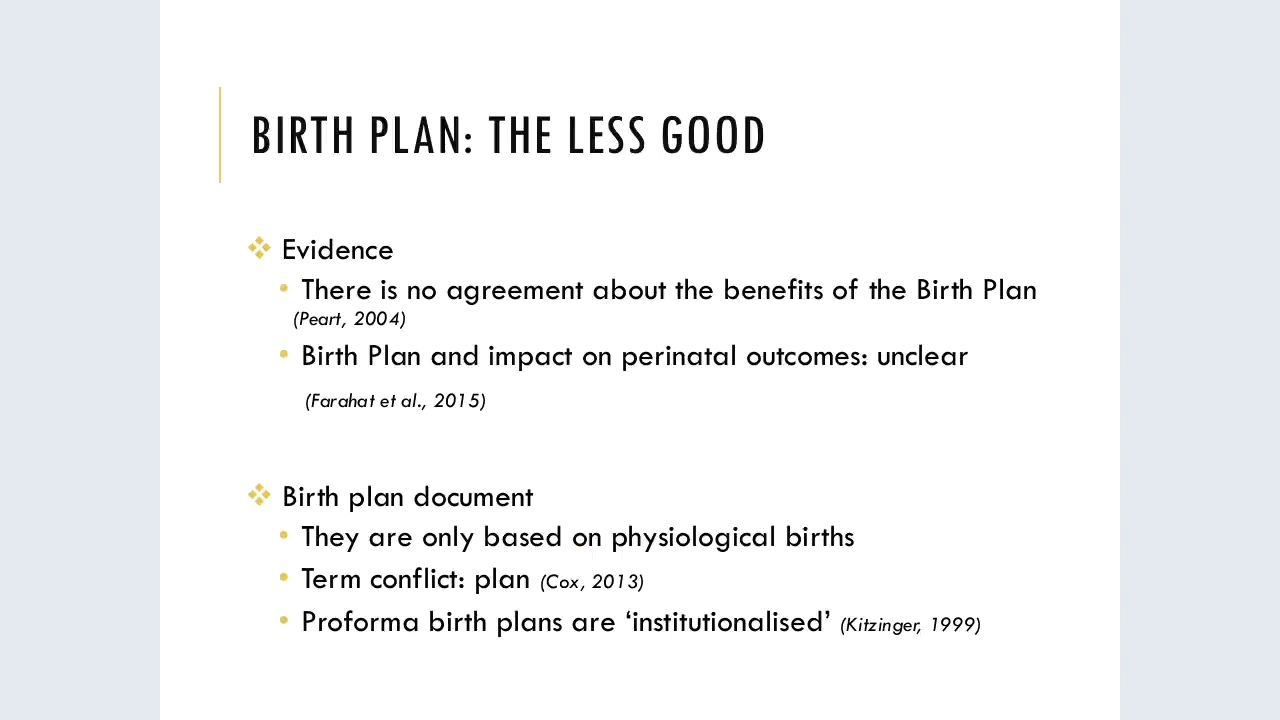 BIRTH PLAN: THE LESS GOOD
Evidence
There is no agreement about the benefits of the Birth Plan
(Peart, 2004)
Birth Plan and impact on perinatal outcomes: unclear
(Farahat et al., 2015)
Birth plan document
They are only based on physiological births
Term conflict: plan (Cox, 2013)
Proforma birth plans are ‘institutionalised’ (Kitzinger, 1999)